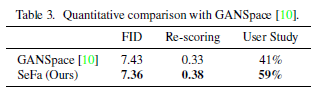 Table 3. Quantitative comparison with GANSpace [10].
FID Re-scoring User Study
GANSpace [10] 7.43 0.33 41%
SeFa (Ours) 7.36 0.38 59%